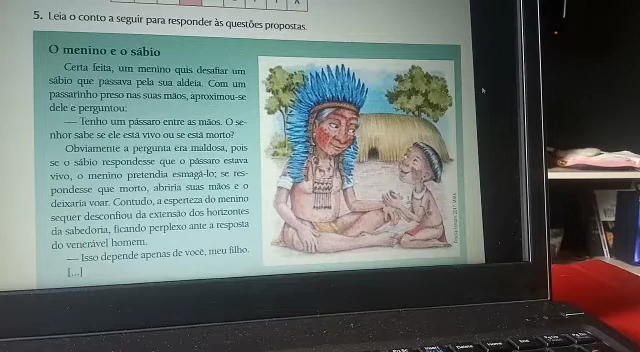 5. Leia o conto a seguir para responder às questões propostas.
O menino e o sábio
Certa feita, um menino quis desafiar um
sábio que passava pela sua aldeia. Com um
passarinho preso nas suas mãos, aproximou-se
dele e perguntou:
— Tenho um pássaro entre as mãos. O se-
nhor sabe se ele está vivo ou se está morto?
Obviamente a pergunta era maldosa, pois
se o sábio respondesse que o pássaro estava
vivo, o menino pretendia esmagá-lo; se res-
pondesse que morto, abriria suas mãos e o
deixaria voar. Contudo, a esperteza do menino
sequer desconfiou da extensão dos horizontes
da sabedoria, ficando perplexo ante a resposta
do venerável homem.
— Isso depende apenas de você, meu filho.
[...]
Insert Delete Home End